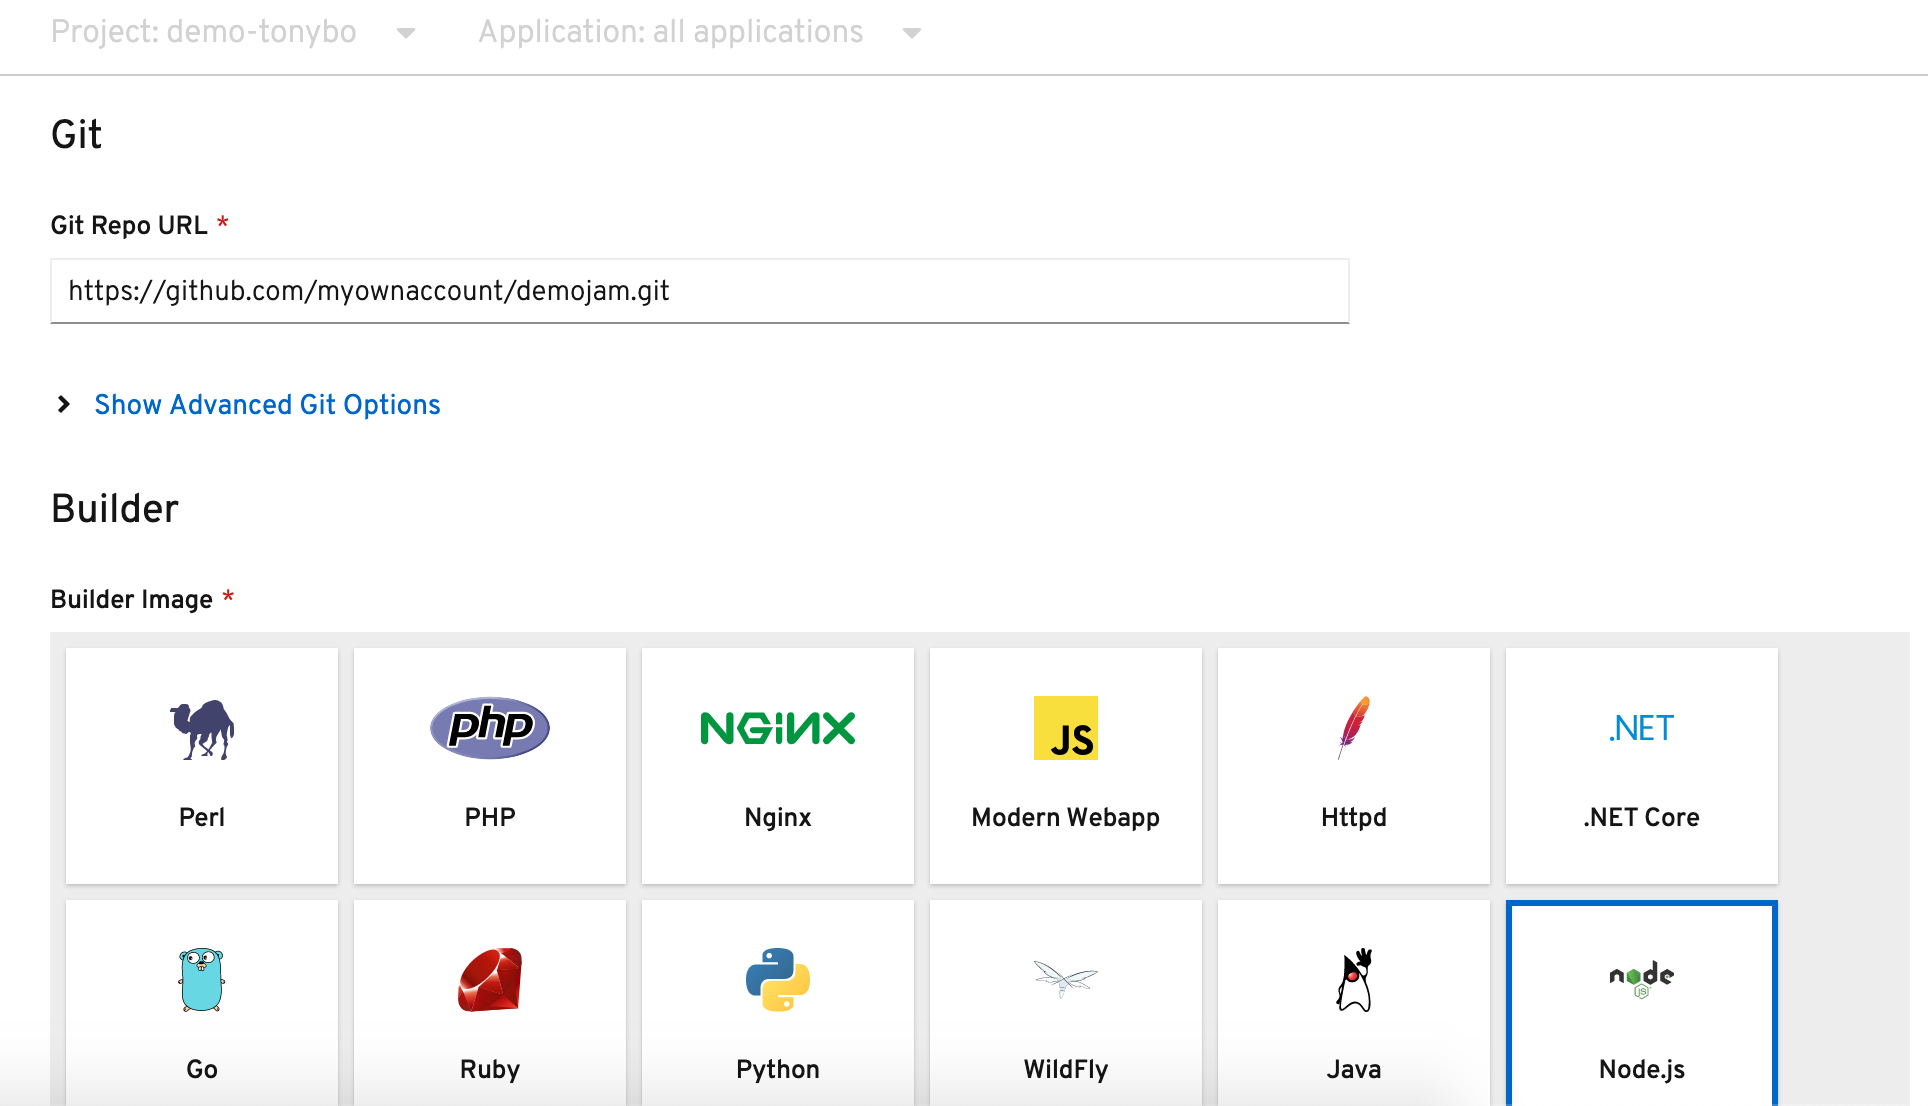 Project: demo-tonybo Application: all applications
Git
Git Repo URL *
https://github.com/myownaccount/demojam.git
Show Advanced Git Options
Builder
Builder Image *
php NGINX JS .NET
Perl PHP Nginx Modern Webapp Httpd .NET Core
node
JS
Go Ruby Python WildFly Java Node.js